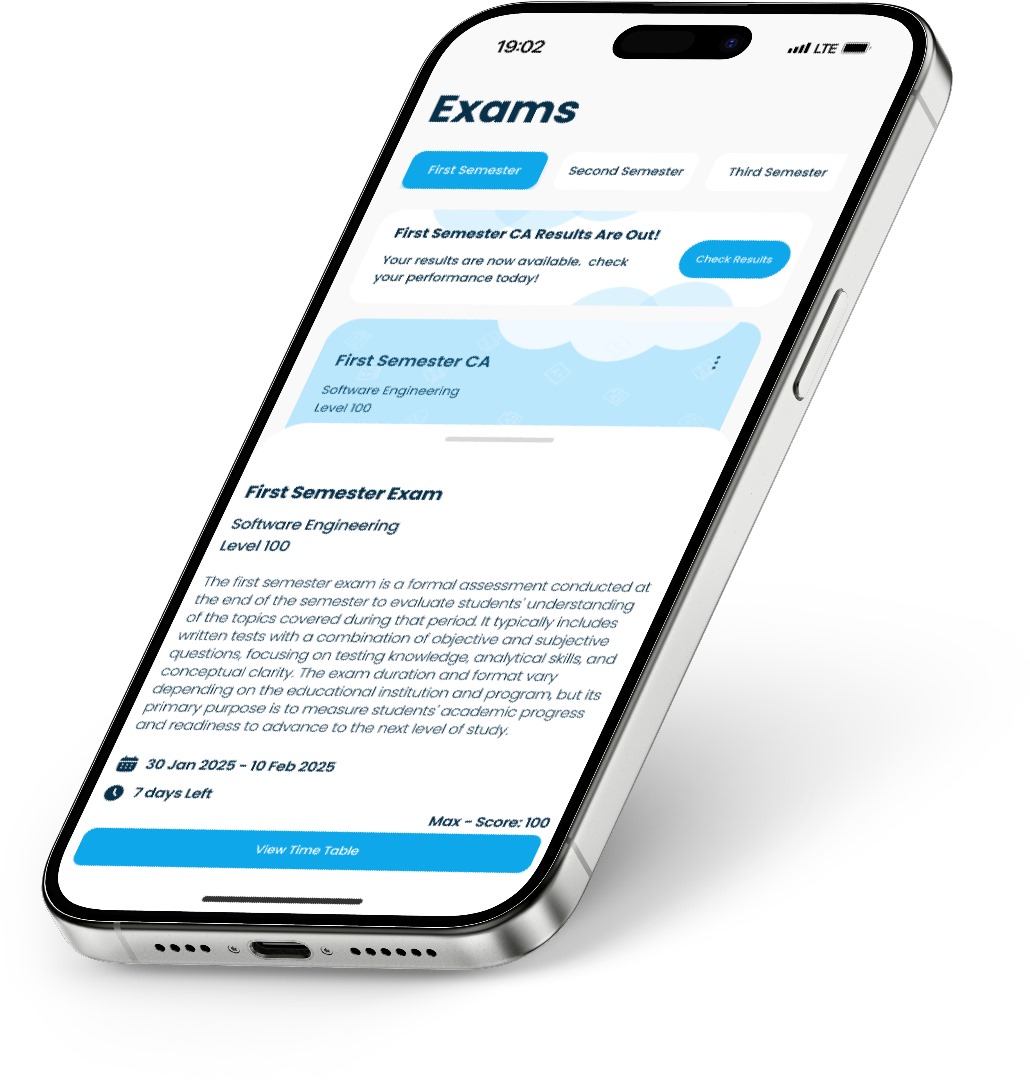 19:02 LTE
Exams
First Semester Second Semester Third Semester
First Semester CA Results Are Out!
Your results are now available. check
your performance today!
Check Results
First Semester CA
Software Engineering
Level 100
First Semester Exam
Software Engineering
Level 100
The first semester exam is a formal assessment conducted at
the end of the semester to evaluate students' understanding
of the topics covered during that period. It typically includes
written tests with a combination of objective and subjective
questions, focusing on testing knowledge, analytical skills, and
conceptual clarity. The exam duration and format vary
depending on the educational institution and program, but its
primary purpose is to measure students' academic progress
and readiness to advance to the next level of study.
30 Jan 2025 - 10 Feb 2025
7 days Left
Max - Score: 100
View Time Table